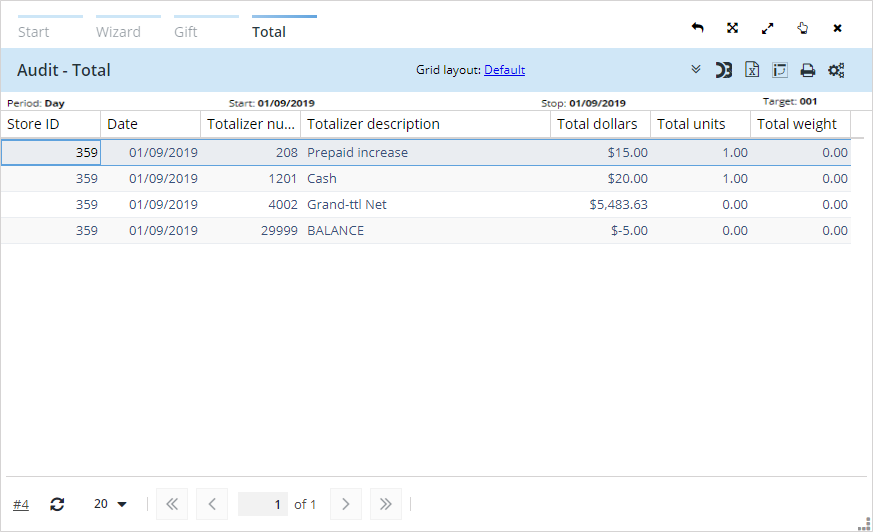 Start Wizard Gift Total
Audit - Total Grid layout: Default
Period: Day Start: 01/09/2019 Stop: 01/09/2019 Target: 001
Store ID Date Totalizer nu... Totalizer description Total dollars Total units Total weight
359 01/09/2019 208 Prepaid increase $15.00 1.00 0.00
359 01/09/2019 1201 Cash $20.00 1.00 0.00
359 01/09/2019 4002 Grand-ttl Net $5,483.63 0.00 0.00
359 01/09/2019 29999 BALANCE $-5.00 0.00 0.00
#4 20 1 of 1